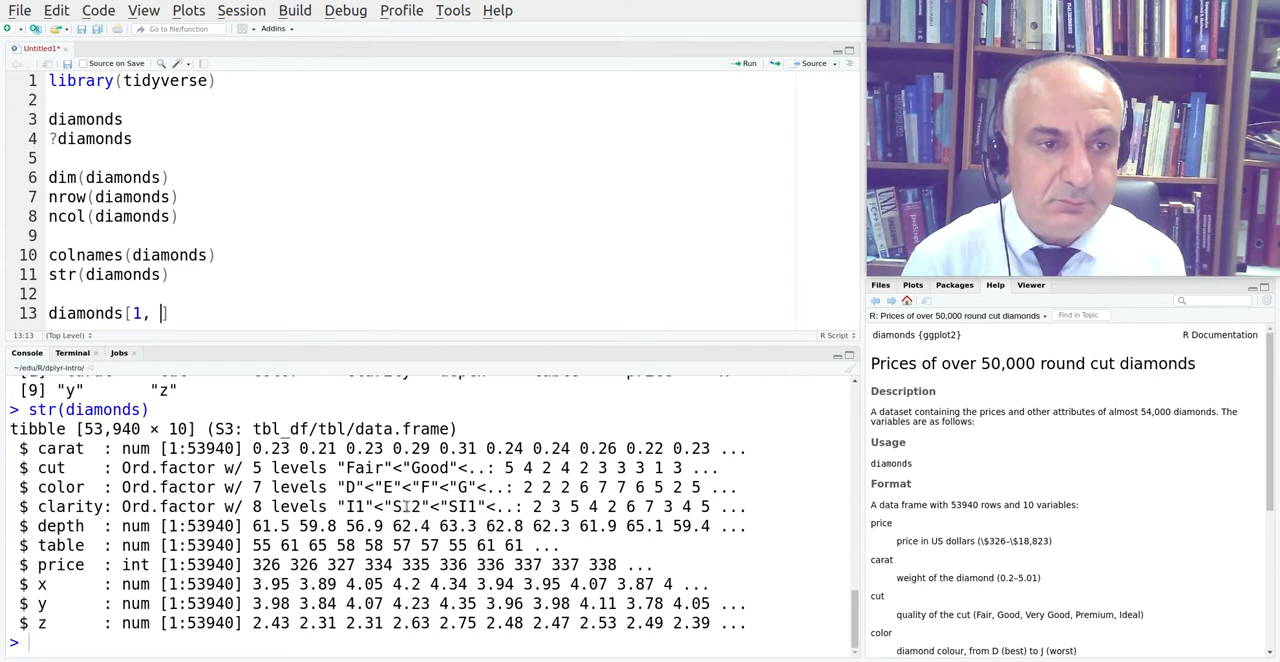 File Edit Code View Plots Session Build Debug Profile Tools Help
Go to file/function Addins
Untitled1*
Source on Save Run Source
1 library(tidyverse)
2
3 diamonds
4 ?diamonds
5
6 dim(diamonds)
7 nrow(diamonds)
8 ncol(diamonds)
9
10 colnames(diamonds)
11 str(diamonds)
12
13 diamonds[1, ]
13:13 (Top Level) R Script
Console Terminal Jobs
~/edu/R/dplyr-intro/
[9] "y" "z"
> str(diamonds)
tibble [53,940 × 10] (S3: tbl_df/tbl/data.frame)
$ carat : num [1:53940] 0.23 0.21 0.23 0.29 0.31 0.24 0.24 0.26 0.22 0.23 ...
$ cut : Ord.factor w/ 5 levels "Fair"<"Good"<..: 5 4 2 4 2 3 3 3 1 3 ...
$ color : Ord.factor w/ 7 levels "D"<"E"<"F"<"G"<..: 2 2 2 6 7 7 6 5 2 5 ...
$ clarity: Ord.factor w/ 8 levels "I1"<"SI2"<"SI1"<..: 2 3 5 4 2 6 7 3 4 5 ...
$ depth : num [1:53940] 61.5 59.8 56.9 62.4 63.3 62.8 62.3 61.9 65.1 59.4 ...
$ table : num [1:53940] 55 61 65 58 58 57 57 55 61 61 ...
$ price : int [1:53940] 326 326 327 334 335 336 336 337 337 338 ...
$ x : num [1:53940] 3.95 3.89 4.05 4.2 4.34 3.94 3.95 4.07 3.87 4 ...
$ y : num [1:53940] 3.98 3.84 4.07 4.23 4.35 3.96 3.98 4.11 3.78 4.05 ...
$ z : num [1:53940] 2.43 2.31 2.31 2.63 2.75 2.48 2.47 2.53 2.49 2.39 ...
>
UNIX
JavaScript
Files Plots Packages Help Viewer
R: Prices of over 50,000 round cut diamonds Find in Topic
diamonds {ggplot2} R Documentation
Prices of over 50,000 round cut diamonds
Description
A dataset containing the prices and other attributes of almost 54,000 diamonds. The
variables are as follows:
Usage
diamonds
Format
A data frame with 53940 rows and 10 variables:
price
price in US dollars (\$326–\$18,823)
carat
weight of the diamond (0.2–5.01)
cut
quality of the cut (Fair, Good, Very Good, Premium, Ideal)
color
diamond colour, from D (best) to J (worst)